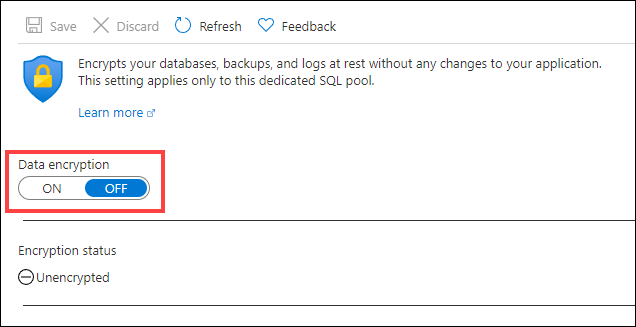 Save Discard Refresh Feedback
Encrypts your databases, backups, and logs at rest without any changes to your application.
This setting applies only to this dedicated SQL pool.
Learn more
Data encryption
ON OFF
Encryption status
Unencrypted